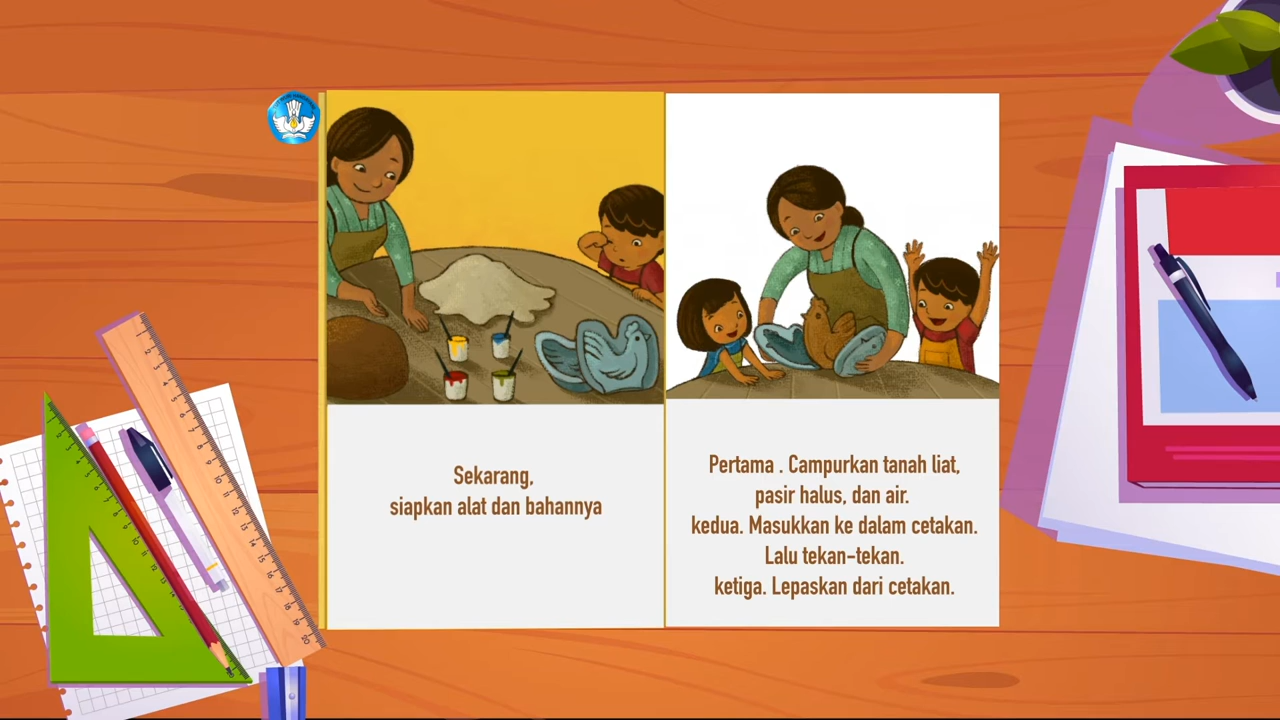 Sekarang,
siapkan alat dan bahannya
Pertama . Campurkan tanah liat,
pasir halus, dan air.
kedua. Masukkan ke dalam cetakan.
Lalu tekan-tekan.
ketiga. Lepaskan dari cetakan.